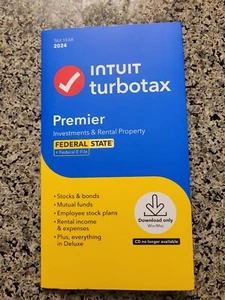 TAX YEAR
2024
INTUIT
turbotax
Premier
Investments & Rental Property
FEDERAL STATE
+ Federal E-File
• Stocks & bonds
• Mutual funds
• Employee stock plans
• Rental income
& expenses
• Plus, everything
in Deluxe
Download only
Win/Mac
CD no longer available